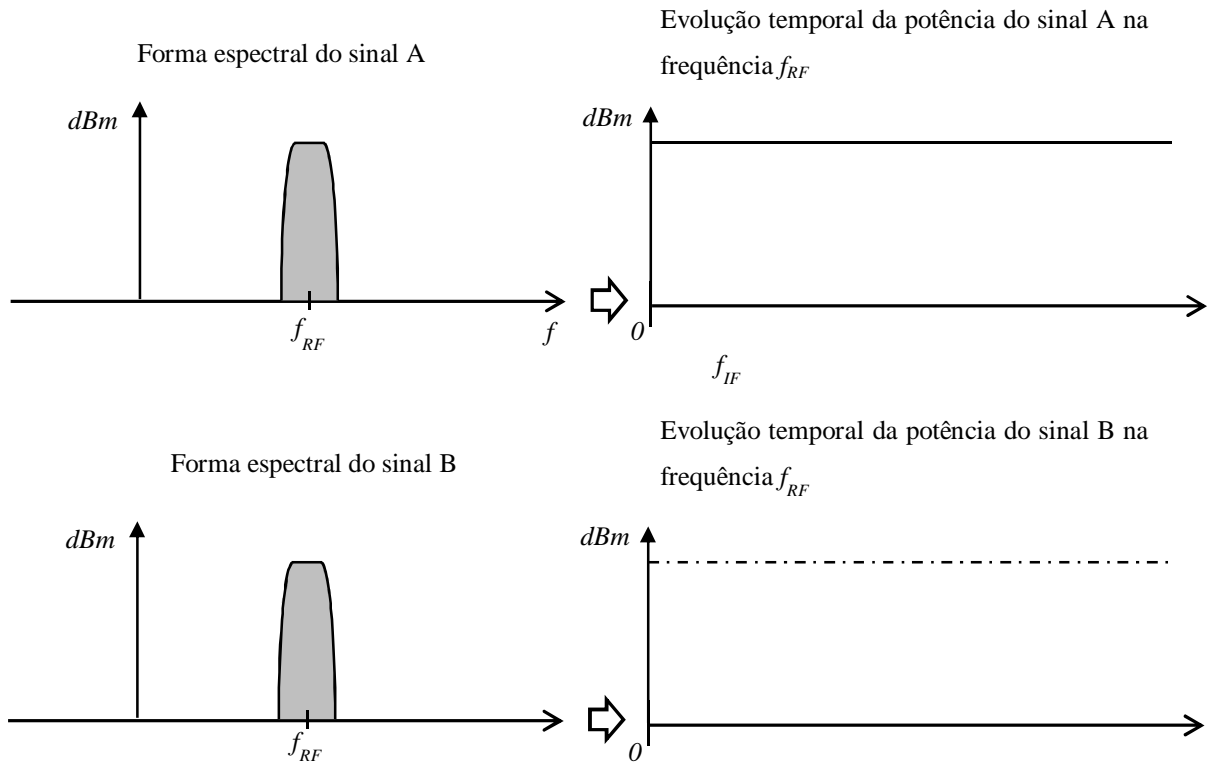 Forma espectral do sinal A
Evolução temporal da potência do sinal A na
frequência f_RF
dBm
f_RF
f
dBm
0
f_IF
Forma espectral do sinal B
Evolução temporal da potência do sinal B na
frequência f_RF
dBm
f_RF
dBm
0